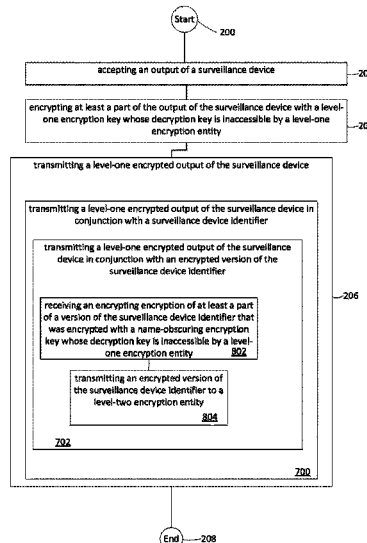 Start
200
accepting an output of a surveillance device
20
encrypting at least a part of the output of the surveillance device with a level-
one encryption key whose decryption key is inaccessible by a level-one
encryption entity
20
transmitting a level-one encrypted output of the surveillance device
transmitting a level-one encrypted output of the surveillance device in
conjunction with a surveillance device identifier
transmitting a level-one encrypted output of the surveillance
device in conjunction with an encrypted version of the
surveillance device identifier
206
receiving an encrypting encryption of at least a part
of a version of the surveillance device identifier that
was encrypted with a name-obscuring encryption
key whose decryption key is inaccessible by a level-
one encryption entity
802
transmitting an encrypted version of
the surveillance device identifier to a
level-two encryption entity
804
702
700
End
208